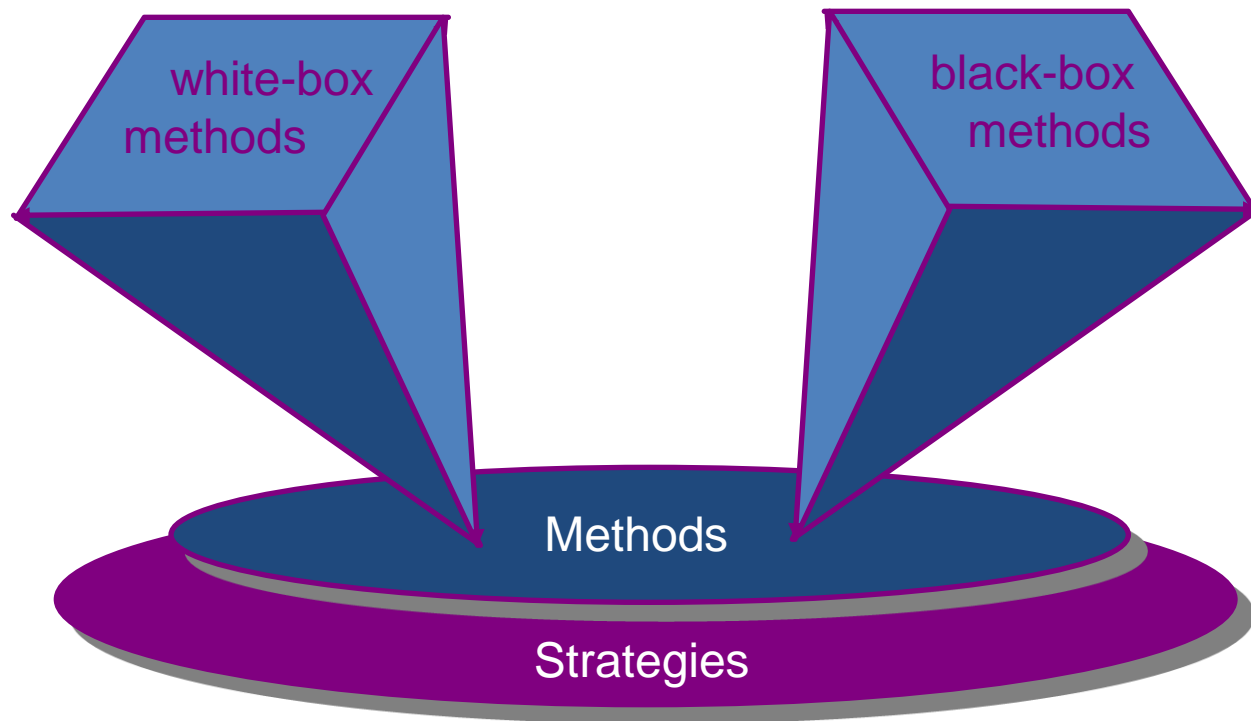 white-box
methods
black-box
methods
Methods
Strategies